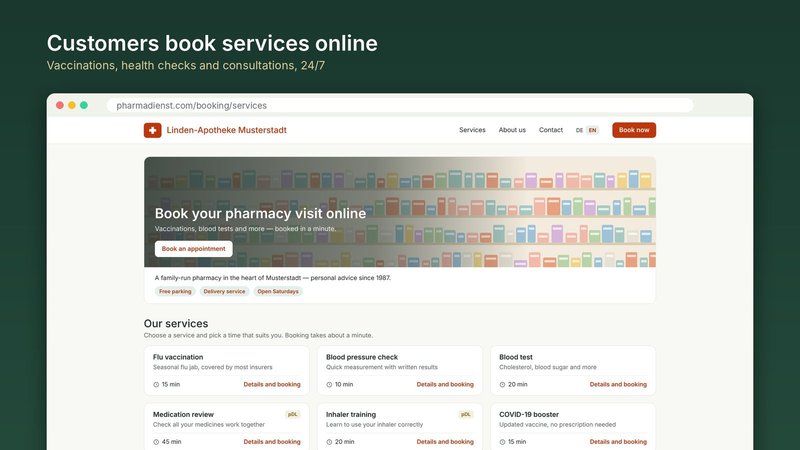 Customers book services online
Vaccinations, health checks and consultations, 24/7
pharmadienst.com/booking/services
Linden-Apotheke Musterstadt
Services About us Contact DE EN Book now
Book your pharmacy visit online
Vaccinations, blood tests and more — booked in a minute.
Book an appointment
A family-run pharmacy in the heart of Musterstadt — personal advice since 1987.
Free parking Delivery service Open Saturdays
Our services
Choose a service and pick a time that suits you. Booking takes about a minute.
Flu vaccination
Seasonal flu jab, covered by most insurers
15 min Details and booking
Blood pressure check
Quick measurement with written results
10 min Details and booking
Blood test
Cholesterol, blood sugar and more
20 min Details and booking
Medication review pDL
Check all your medicines work together
45 min Details and booking
Inhaler training pDL
Learn to use your inhaler correctly
20 min Details and booking
COVID-19 booster
Updated vaccine, no prescription needed
15 min Details and booking